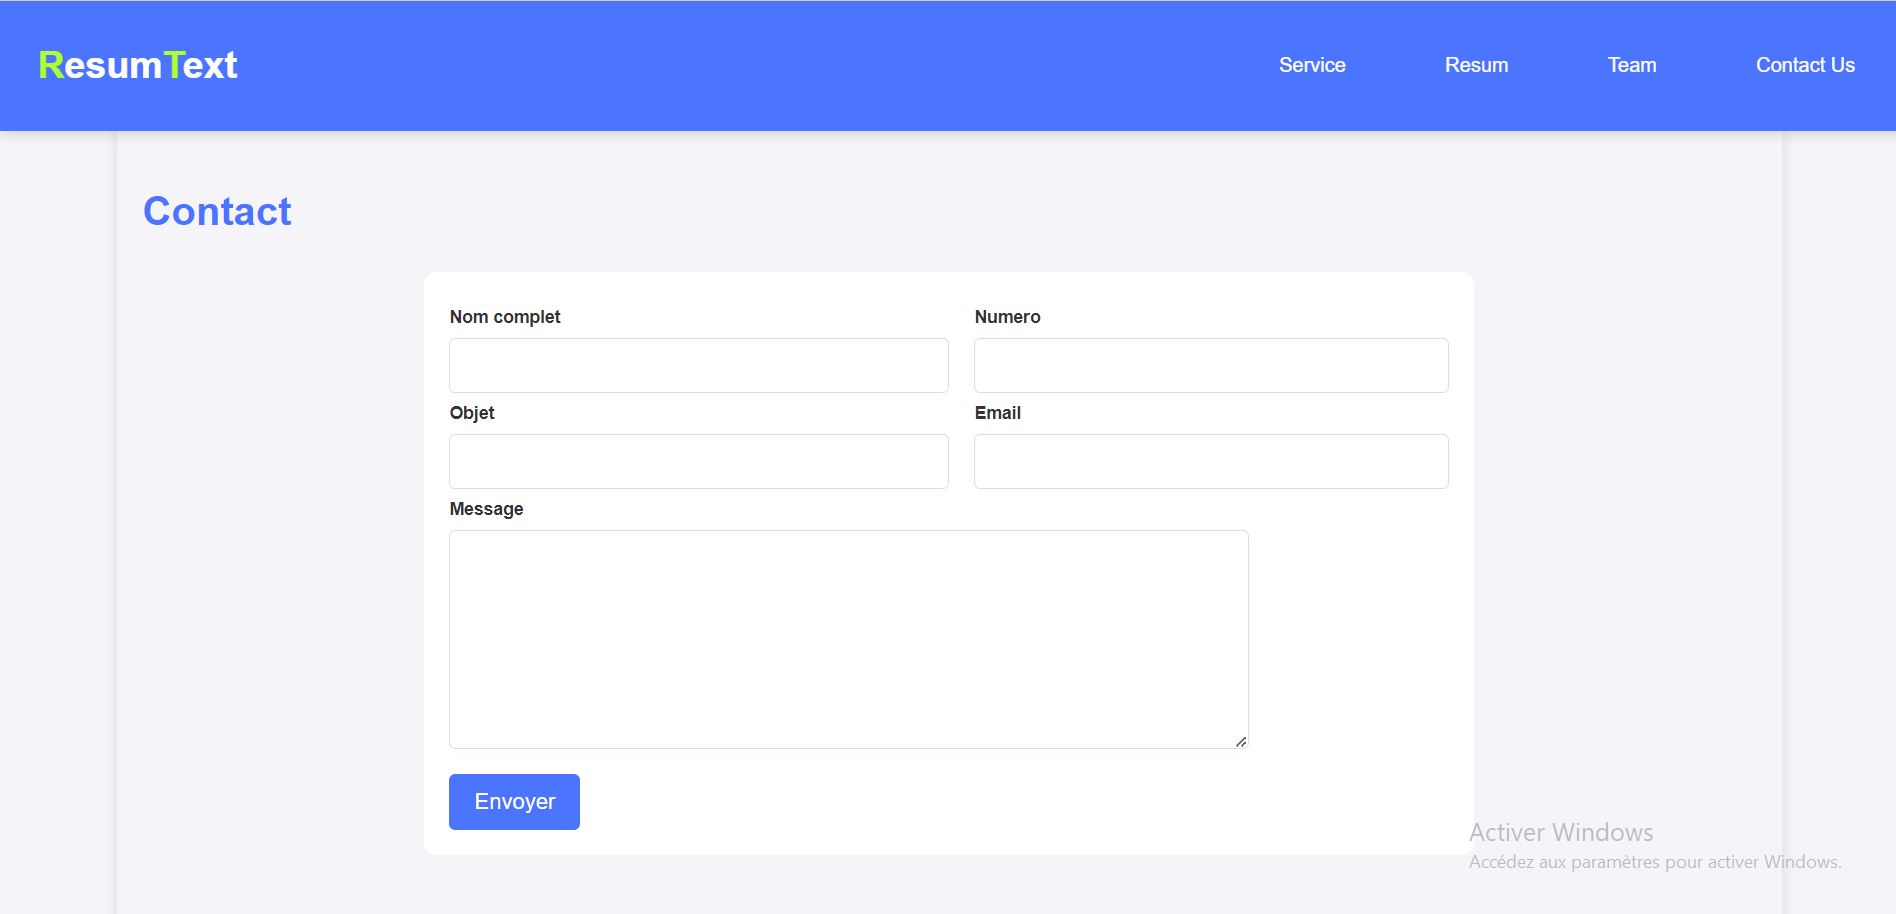 ResumText
Service Resum Team Contact Us
Contact
Nom complet
Numero
Objet
Email
Message
Envoyer
Activer Windows
Accédez aux paramètres pour activer Windows.